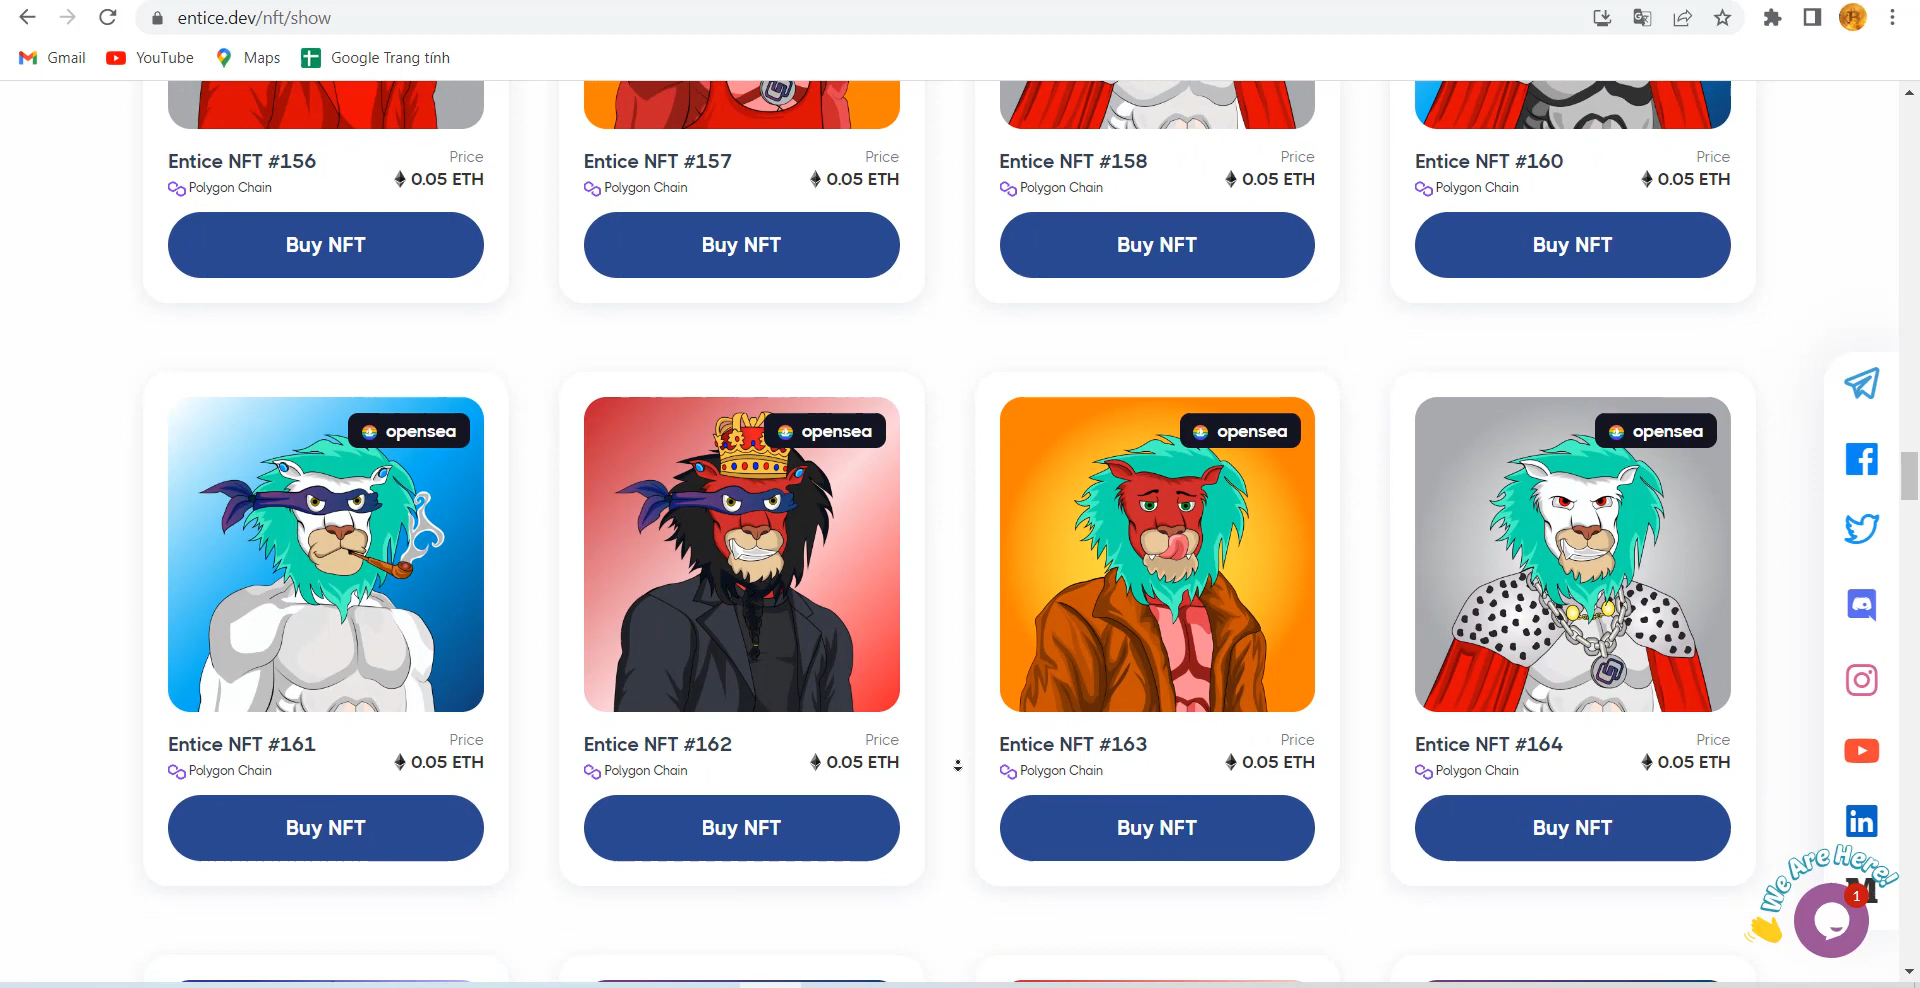 entice.dev/nft/show
Gmail YouTube Maps Google Trang tính
Entice NFT #156 Price
Polygon Chain 0.05 ETH
Buy NFT
Entice NFT #157 Price
Polygon Chain 0.05 ETH
Buy NFT
Entice NFT #158 Price
Polygon Chain 0.05 ETH
Buy NFT
Entice NFT #160 Price
Polygon Chain 0.05 ETH
Buy NFT
opensea
Entice NFT #161 Price
Polygon Chain 0.05 ETH
Buy NFT
opensea
Entice NFT #162 Price
Polygon Chain 0.05 ETH
Buy NFT
opensea
Entice NFT #163 Price
Polygon Chain 0.05 ETH
Buy NFT
opensea
Entice NFT #164 Price
Polygon Chain 0.05 ETH
Buy NFT
We Are Here!
1